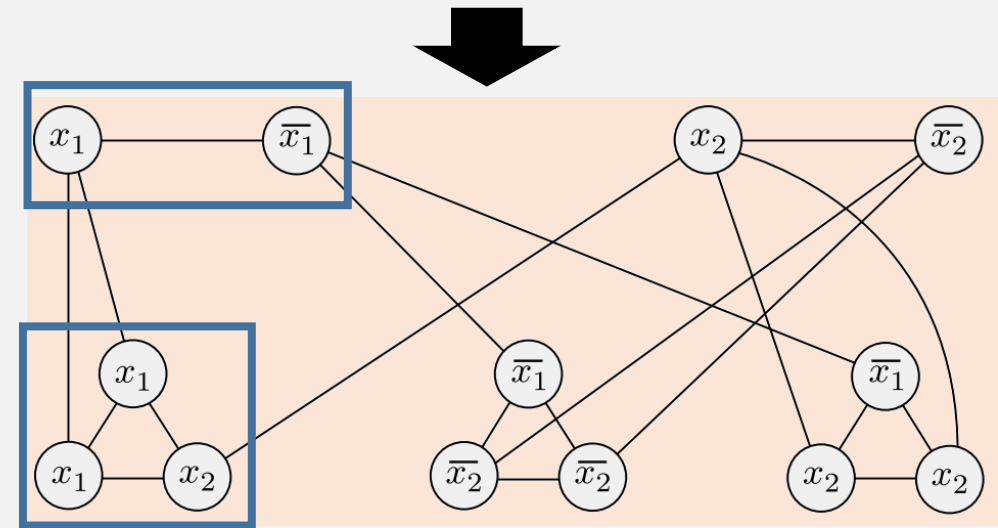 x₁ x̅₁ x₂ x̅₂
x₁ x̅₁ x̅₁
x₁ x₂ x̅₂ x̅₂ x₂ x₂